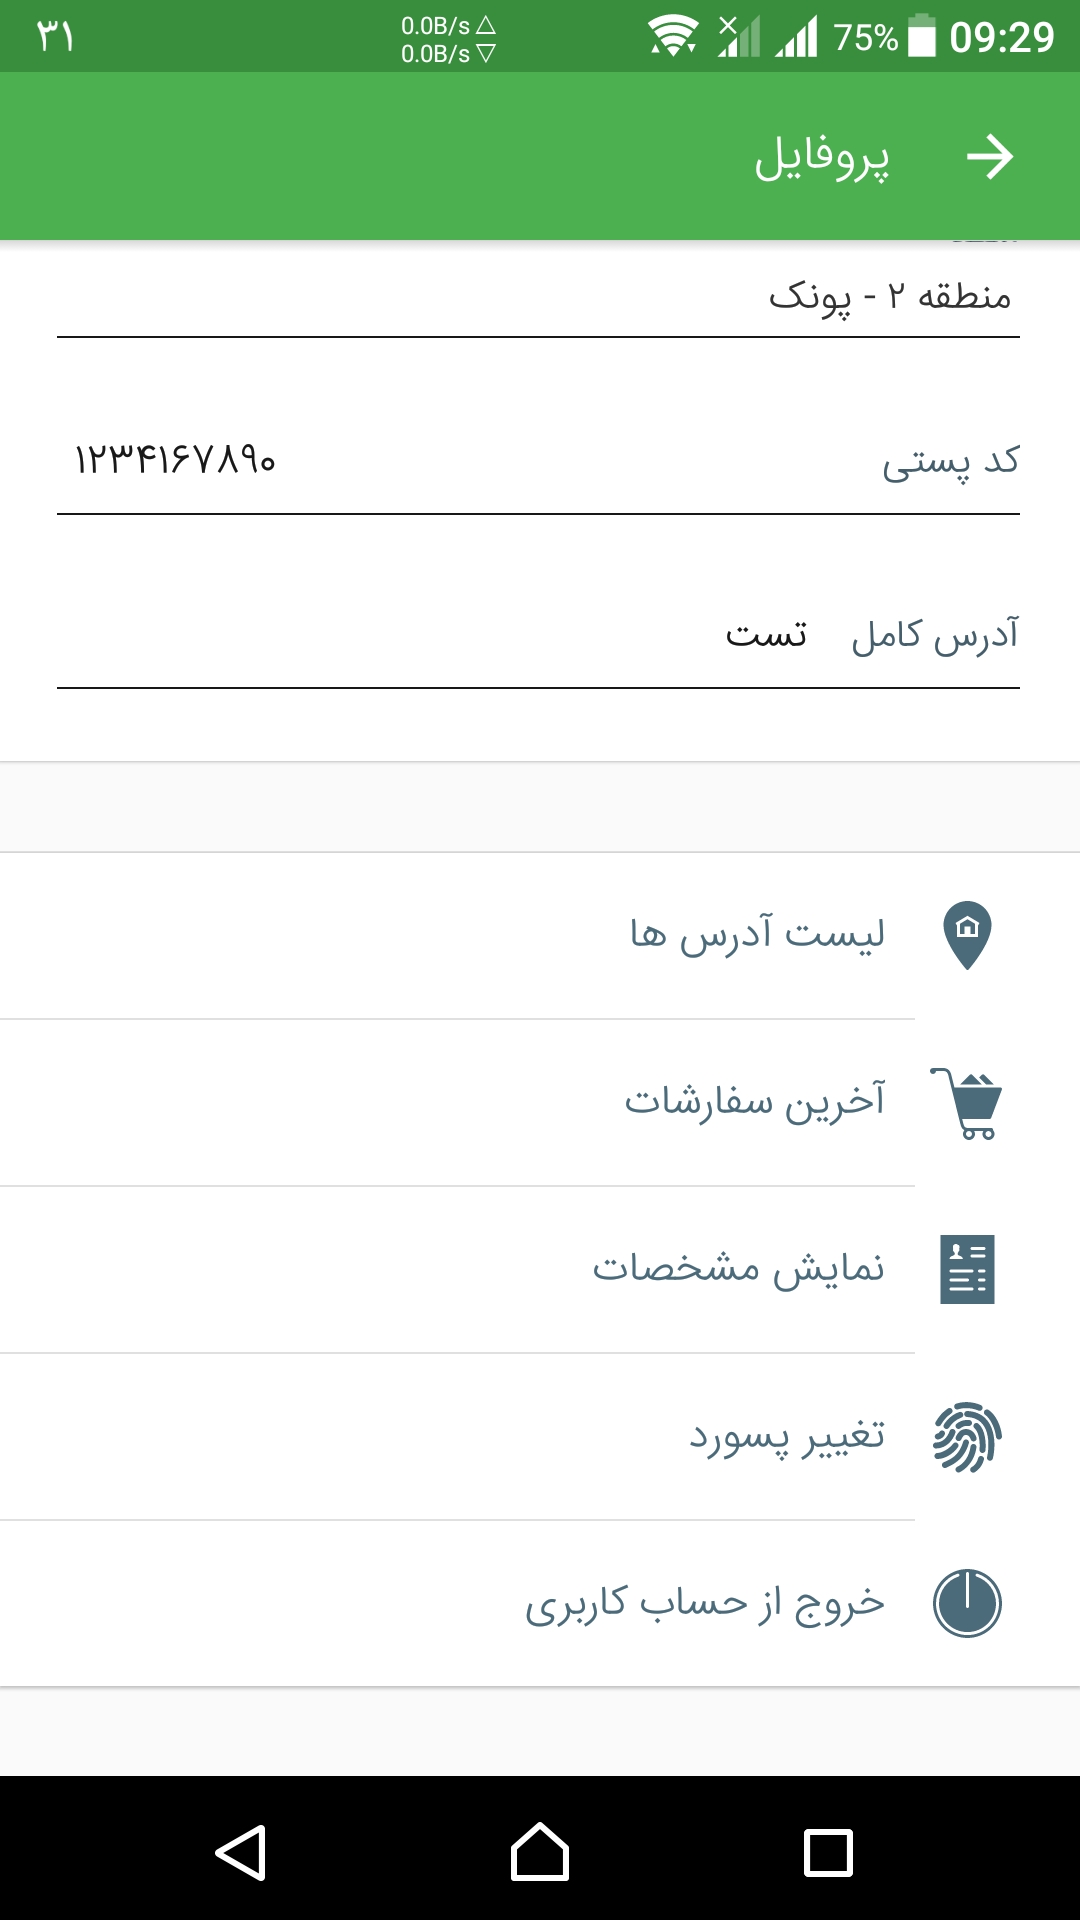 ۳۱ 0.0B/s 0.0B/s 75% 09:29
پروفایل
منطقه ۲ - پونک
کد پستی ۱۲۳۴۱۶۷۸۹۰
آدرس کامل تست
لیست آدرس ها
آخرین سفارشات
نمایش مشخصات
تغییر پسورد
خروج از حساب کاربری